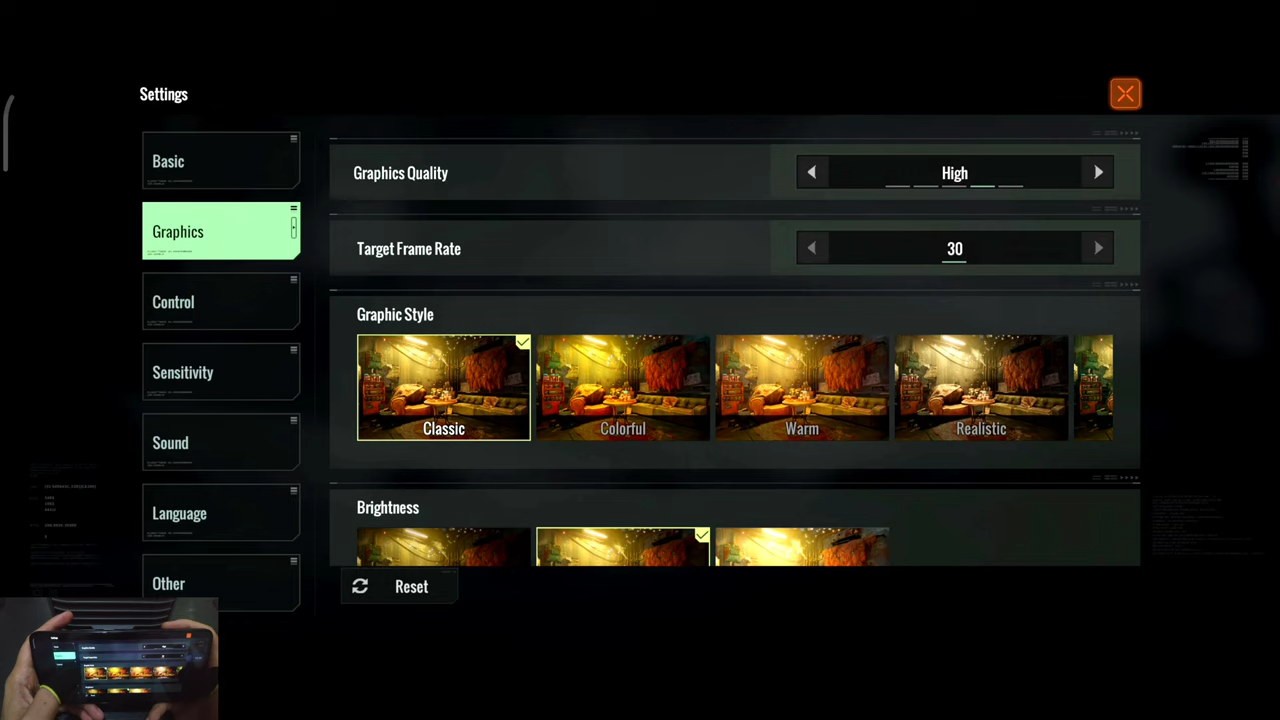 Settings
Basic
Graphics
Control
Sensitivity
Sound
Language
Other
Graphics Quality
High
Target Frame Rate
30
Graphic Style
Classic
Colorful
Warm
Realistic
Brightness
Reset